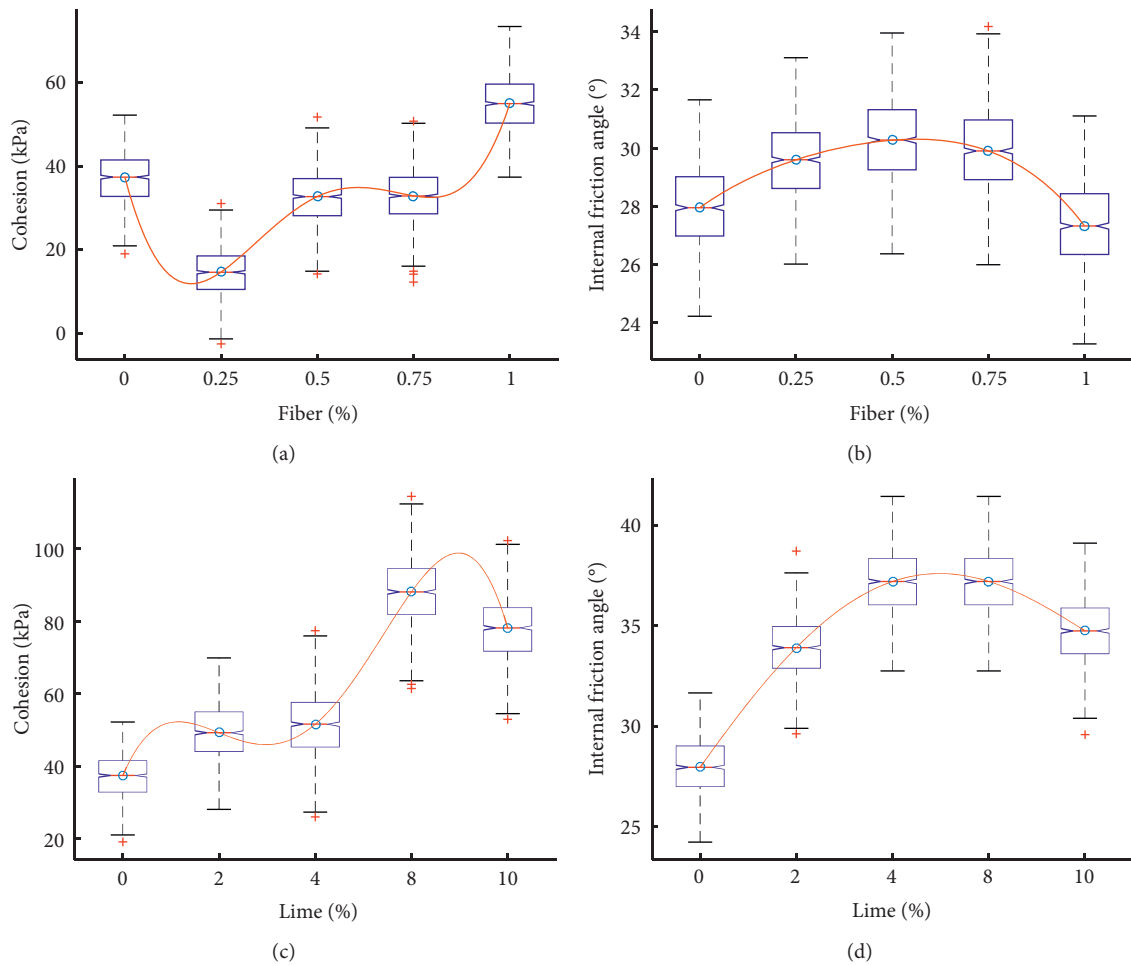 Cohesion (kPa)
60
40
20
0
0 0.25 0.5 0.75 1
Fiber (%)
(a)
Internal friction angle (°)
34
32
30
28
26
24
0 0.25 0.5 0.75 1
Fiber (%)
(b)
Cohesion (kPa)
100
80
60
40
20
0 2 4 8 10
Lime (%)
(c)
Internal friction angle (°)
40
35
30
25
0 2 4 8 10
Lime (%)
(d)